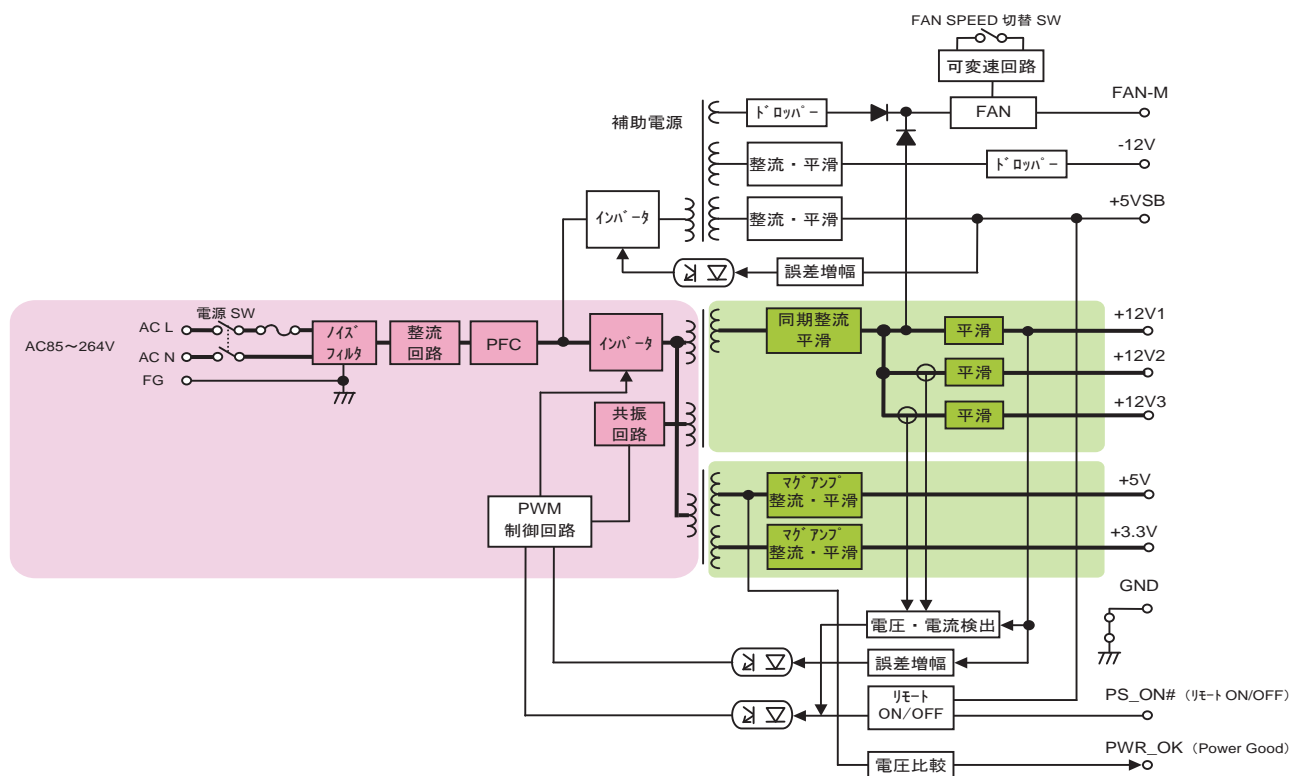 FAN SPEED 切替 SW
可変速回路
FAN-M
補助電源
ﾄﾞﾛｯﾊﾟｰ
FAN
-12V
整流・平滑
ﾄﾞﾛｯﾊﾟｰ
+5VSB
ｲﾝﾊﾞｰﾀ
整流・平滑
誤差増幅
電源 SW
AC L
AC85～264V
AC N
FG
ﾉｲｽﾞ
ﾌｨﾙﾀ
整流
回路
PFC
ｲﾝﾊﾞｰﾀ
同期整流
平滑
平滑
+12V1
平滑
+12V2
平滑
+12V3
共振
回路
PWM
制御回路
ﾏｸﾞｱﾝﾌﾟ
整流・平滑
+5V
ﾏｸﾞｱﾝﾌﾟ
整流・平滑
+3.3V
GND
電圧・電流検出
誤差増幅
ﾘﾓｰﾄ
ON/OFF
PS_ON# (ﾘﾓｰﾄ ON/OFF)
電圧比較
PWR_OK (Power Good)